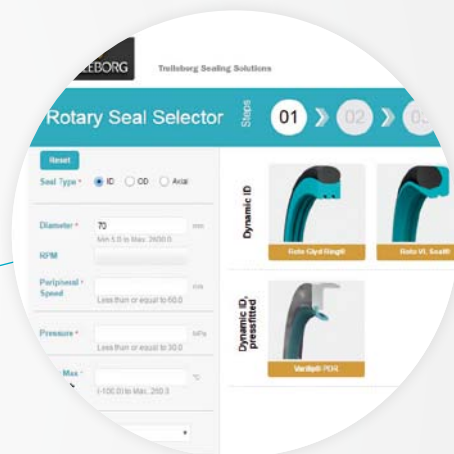 EBORG
Trelleborg Sealing Solutions
Rotary Seal Selector
Steps
01
02
Reset
Seal Type *
ID
OD
Axial
Diameter *
70
mm
Min 5.0 to Max. 2600.0
RPM
Peripheral *
Speed
Less than or equal to 60.0
Pressure *
MPa
Less than or equal to 30.0
Max
°C
(-100.0) to Max. 260.0
Dynamic ID
Roto Glyd Ring®
Roto VL Seal®
Dynamic ID,
pressfitted
Varilip® PDR